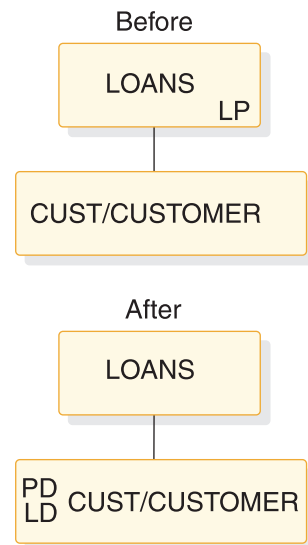 Before
LOANS
LP
CUST/CUSTOMER
After
LOANS
PD
LD
CUST/CUSTOMER